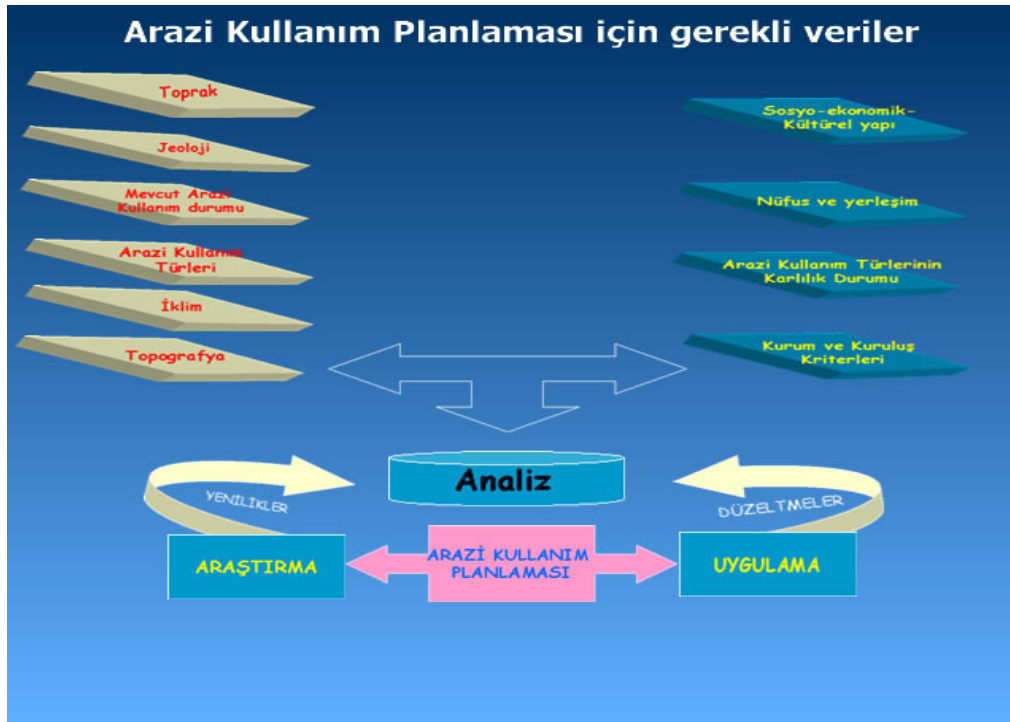 Arazi Kullanım Planlaması için gerekli veriler
Toprak
Jeoloji
Mevcut Arazi
Kullanım durumu
Arazi Kullanım
Türleri
İklim
Topografya
Sosyo-ekonomik-
Kültürel yapı
Nüfus ve yerleşim
Arazi Kullanım Türlerinin
Karlılık Durumu
Kurum ve Kuruluş
Kriterleri
Analiz
YENİLİKLER
DÜZELTMELER
ARAŞTIRMA
ARAZİ KULLANIM
PLANLAMASI
UYGULAMA